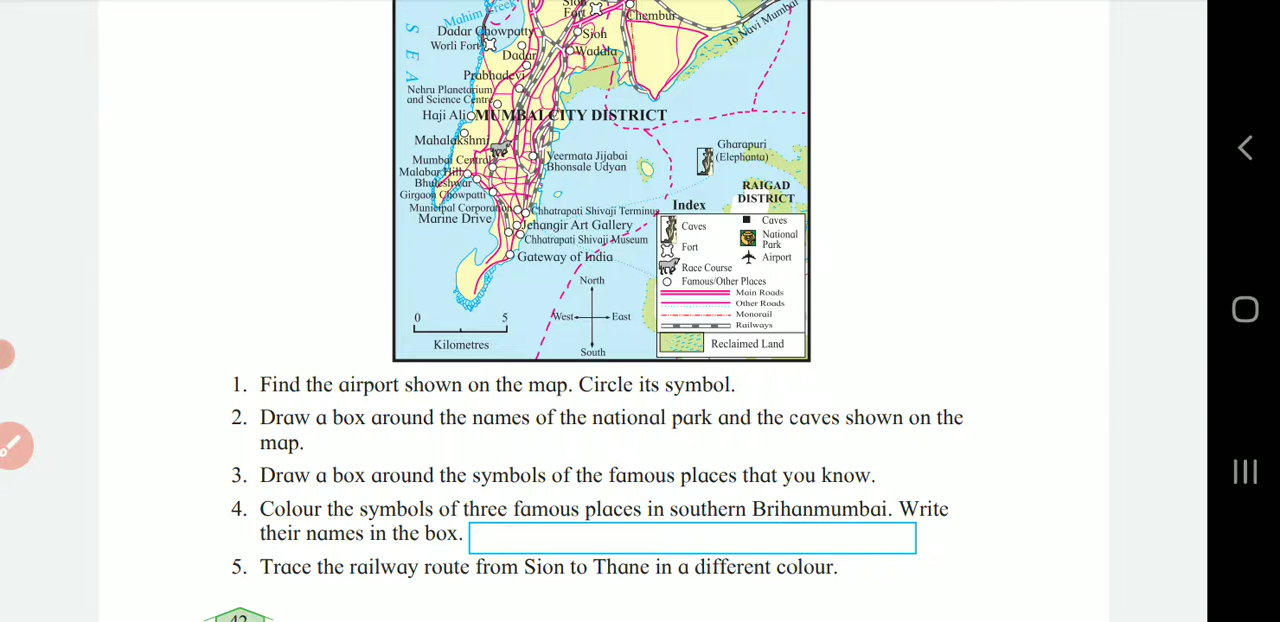 Mahim Creek
Sion
Fort
Chembur
S E A
Dadar Chowpatty
Sion
To Navi Mumbai
Worli Fort
Dadar
Wadala
Prabhadevi
Nehru Planetarium
and Science Centre
Haji Ali
MUMBAI CITY DISTRICT
Mahalakshmi
Gharapuri
(Elephanta)
Mumbai Central
Veermata Jijabai
Bhonsale Udyan
Malabar Hill
Bhuleshwar
RAIGAD
DISTRICT
Girgaon Chowpatti
Municipal Corporation
Chhatrapati Shivaji Terminus
Marine Drive
Jehangir Art Gallery
Chhatrapati Shivaji Museum
Gateway of India
Index
Caves
Caves
National
Park
Fort
Airport
Race Course
Famous/Other Places
Main Roads
Other Roads
Monorail
Railways
Reclaimed Land
North
West
East
South
0 5
Kilometres
1. Find the airport shown on the map. Circle its symbol.
2. Draw a box around the names of the national park and the caves shown on the
map.
3. Draw a box around the symbols of the famous places that you know.
4. Colour the symbols of three famous places in southern Brihanmumbai. Write
their names in the box.
5. Trace the railway route from Sion to Thane in a different colour.
42